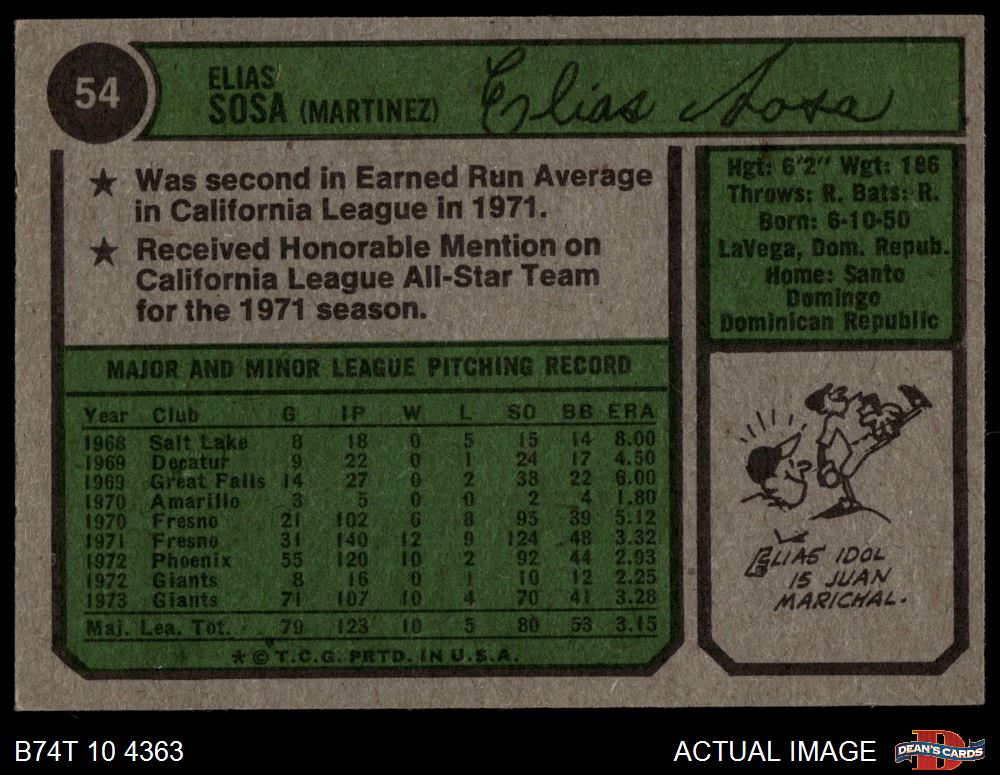 54
ELIAS
SOSA (MARTINEZ)
Elias Sosa
★ Was second in Earned Run Average
in California League in 1971.
★ Received Honorable Mention on
California League All-Star Team
for the 1971 season.
Hgt: 6'2" Wgt: 186
Throws: R. Bats: R.
Born: 6-10-50
LaVega, Dom. Repub.
Home: Santo
Domingo
Dominican Republic
MAJOR AND MINOR LEAGUE PITCHING RECORD
Year Club G IP W L SO BB ERA
1968 Salt Lake 8 18 0 5 15 14 8.00
1969 Decatur 9 22 0 1 24 17 4.50
1969 Great Falls 14 27 0 2 38 22 6.00
1970 Amarillo 3 5 0 0 2 4 1.80
1970 Fresno 21 102 6 8 95 39 5.12
1971 Fresno 31 140 12 9 124 48 3.32
1972 Phoenix 55 120 10 2 92 44 2.93
1972 Giants 8 16 0 1 10 12 2.25
1973 Giants 71 107 10 4 70 41 3.28
Maj. Lea. Tot. 79 123 10 5 80 53 3.15
★ © T.C.G. PRTD. IN U.S.A.
ELIAS' IDOL
IS JUAN
MARICHAL.
B74T 10 4363
ACTUAL IMAGE
DEAN'S CARDS